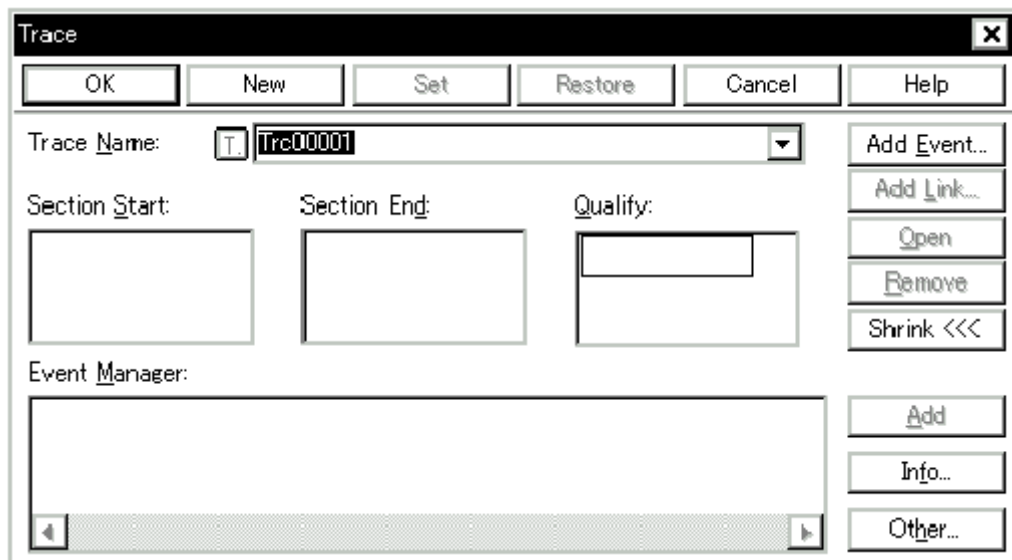 Trace
OK New Set Restore Cancel Help
Trace Name: T. Trc00001 Add Event...
Add Link...
Section Start: Section End: Qualify:
Open
Remove
Shrink <<<
Event Manager:
Add
Info...
Other...